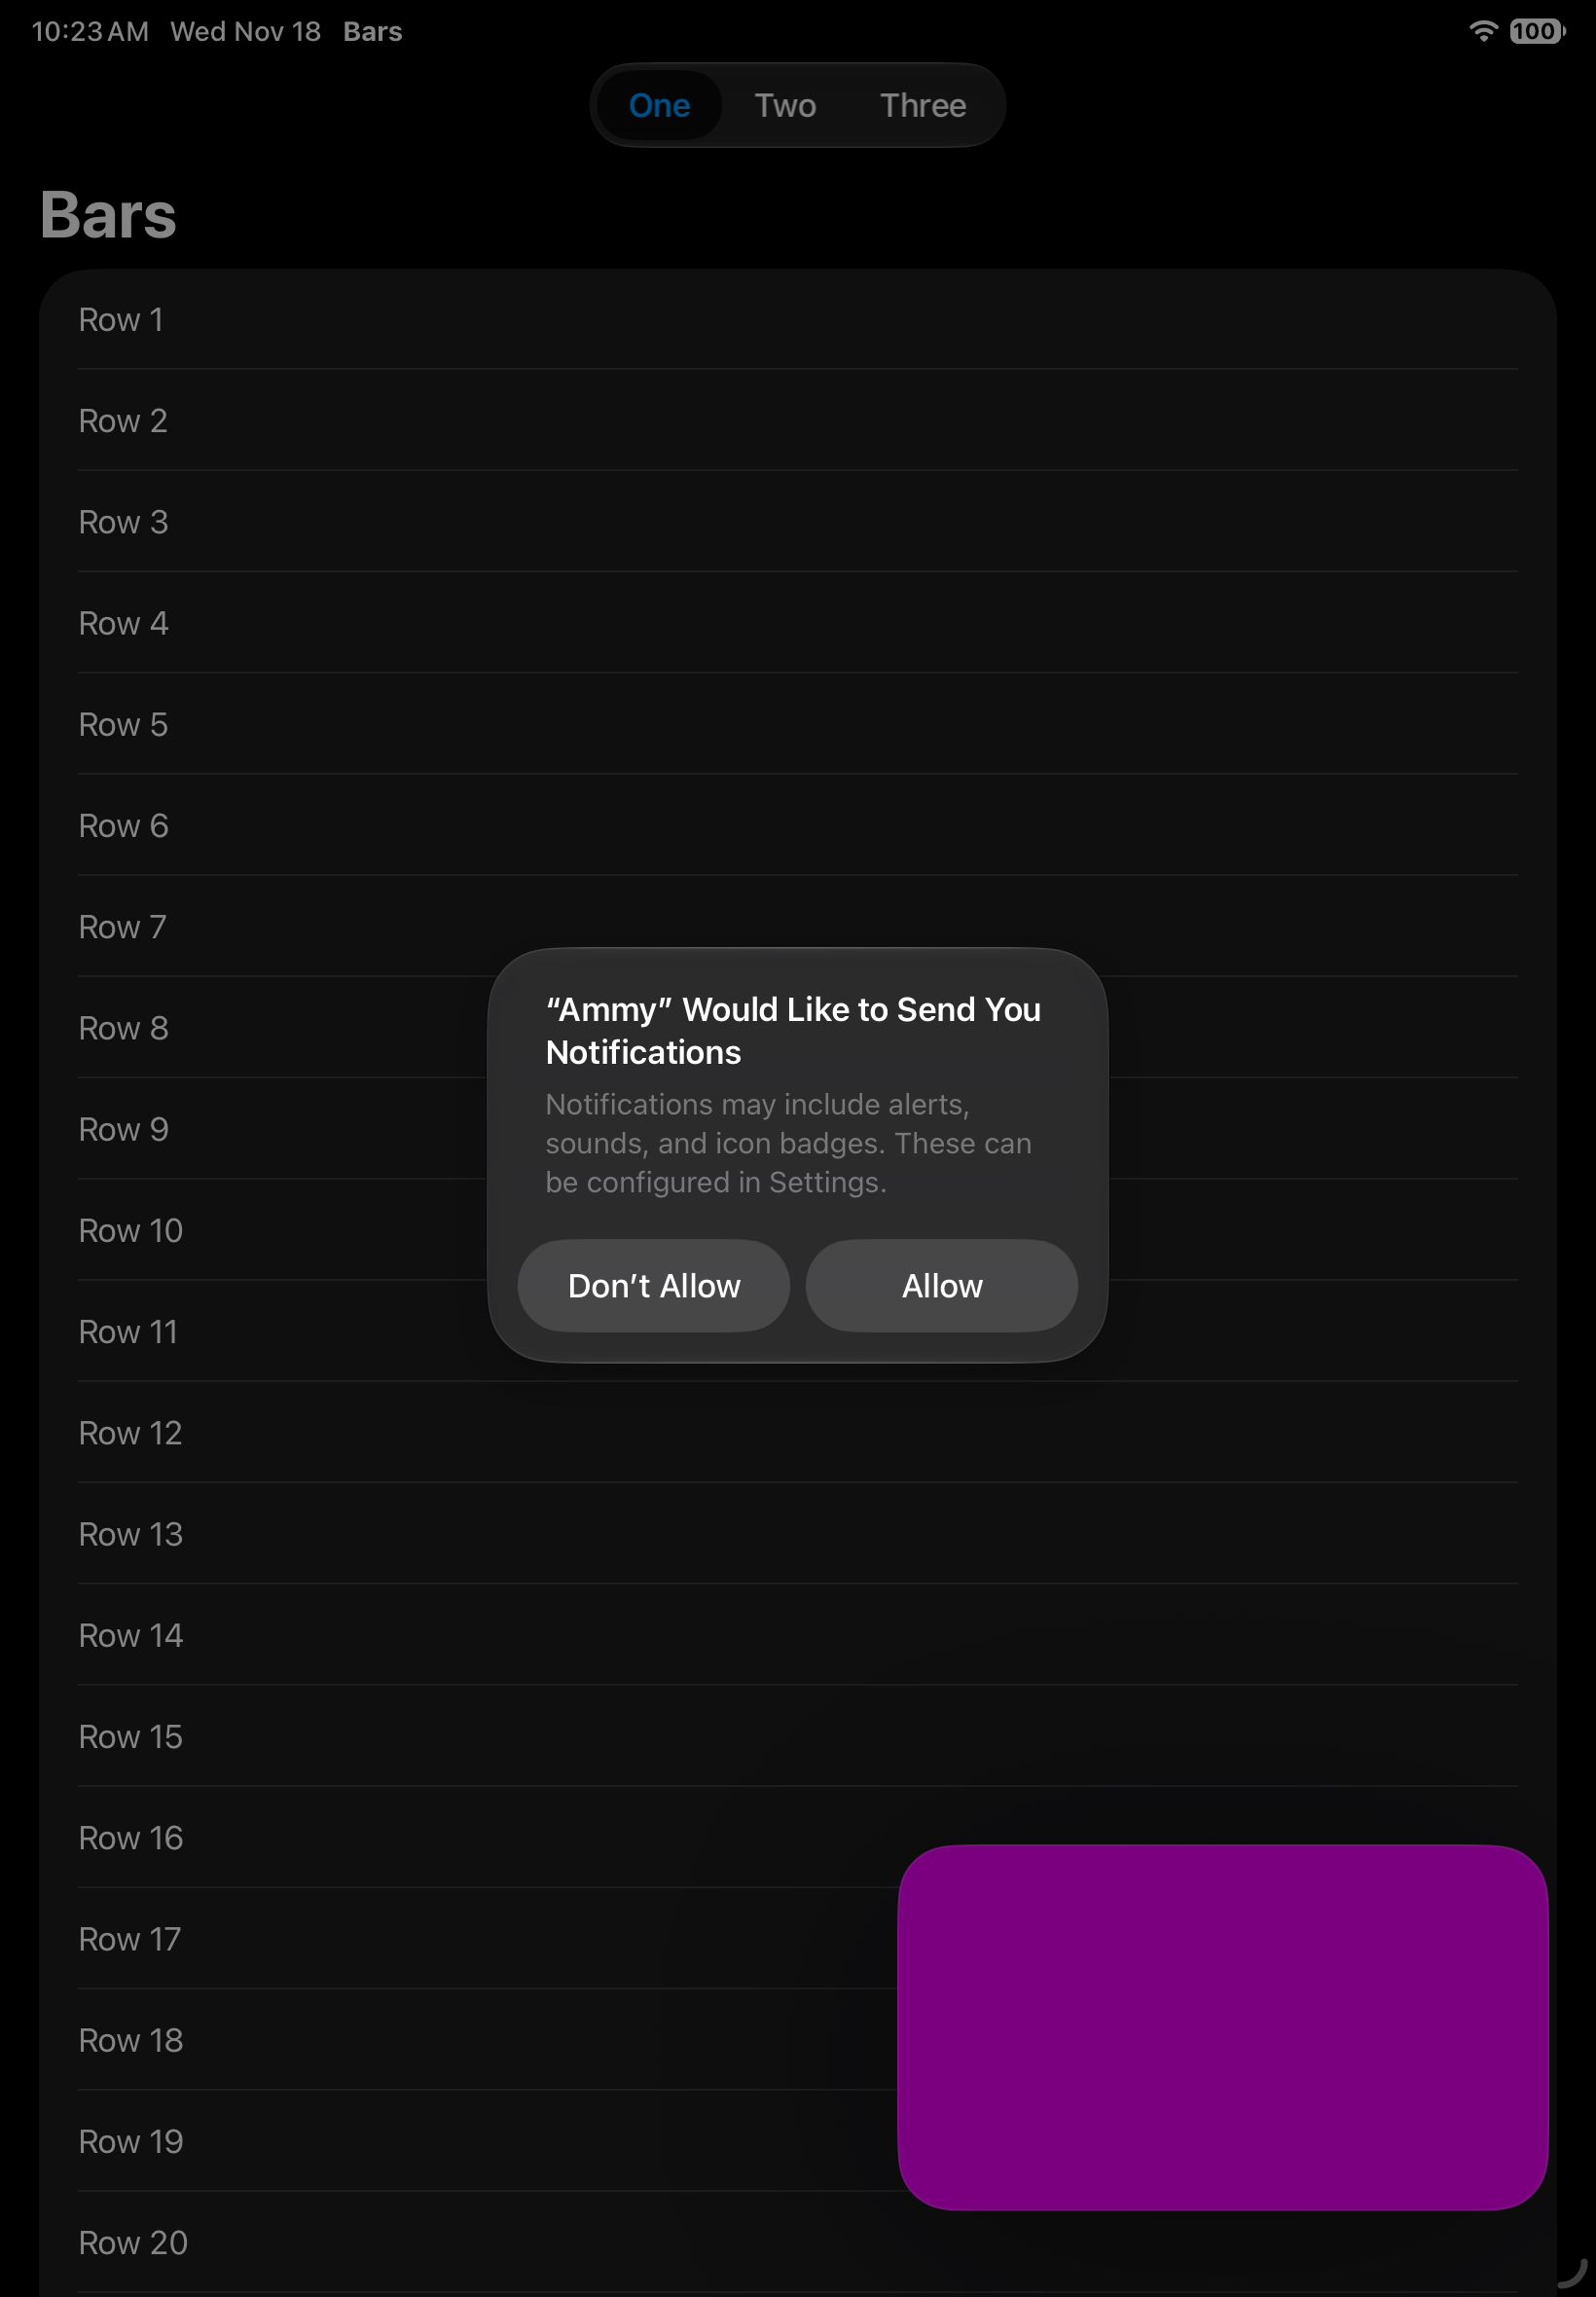 10:23 AM Wed Nov 18 Bars 100
One Two Three
Bars
Row 1
Row 2
Row 3
Row 4
Row 5
Row 6
Row 7
Row 8
Row 9
Row 10
Row 11
Row 12
Row 13
Row 14
Row 15
Row 16
Row 17
Row 18
Row 19
Row 20
“Ammy” Would Like to Send You
Notifications
Notifications may include alerts,
sounds, and icon badges. These can
be configured in Settings.
Don’t Allow Allow